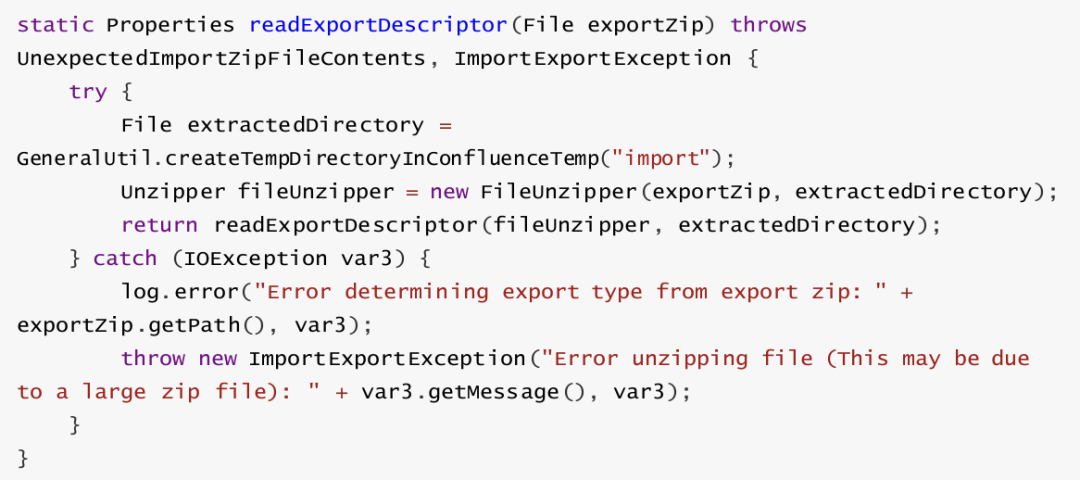 static Properties readExportDescriptor(File exportZip) throws
UnexpectedImportZipFileContents, ImportExportException {
    try {
        File extractedDirectory =
GeneralUtil.createTempDirectoryInConfluenceTemp("import");
        Unzipper fileUnzipper = new FileUnzipper(exportZip, extractedDirectory);
        return readExportDescriptor(fileUnzipper, extractedDirectory);
    } catch (IOException var3) {
        log.error("Error determining export type from export zip: " +
exportZip.getPath(), var3);
        throw new ImportExportException("Error unzipping file (This may be due
to a large zip file): " + var3.getMessage(), var3);
    }
}